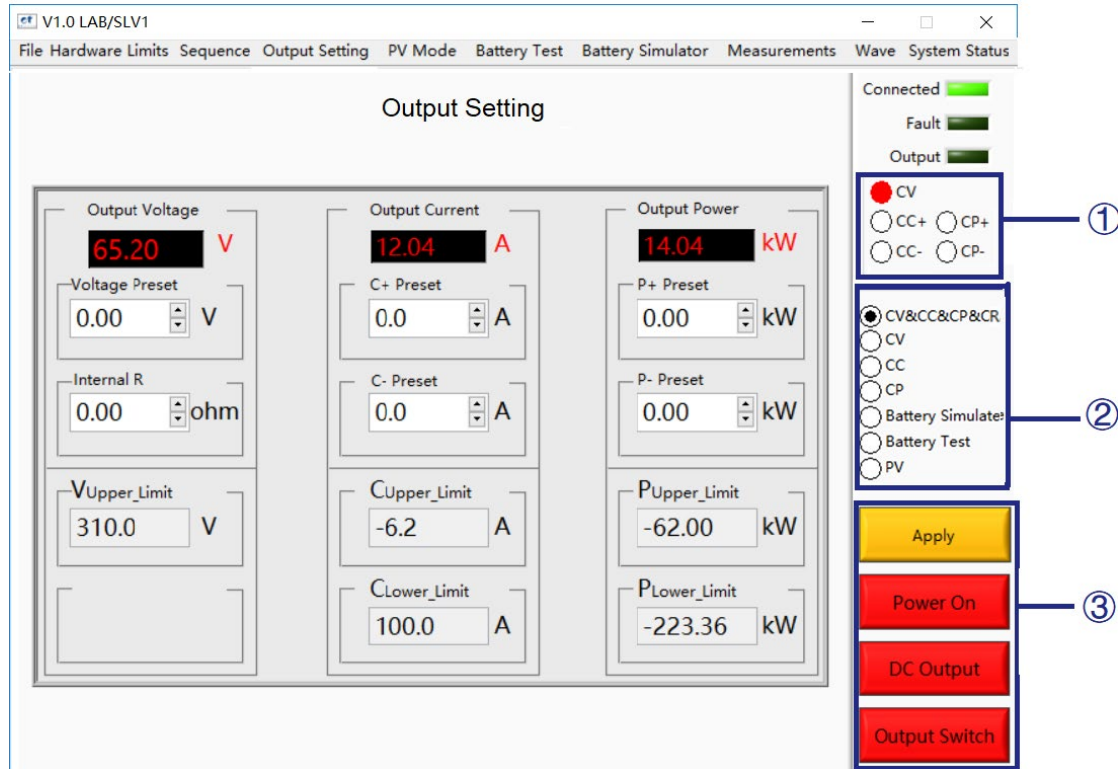 V1.0 LAB/SLV1
File Hardware Limits Sequence Output Setting PV Mode Battery Test Battery Simulator Measurements Wave System Status
Output Setting
Connected
Fault
Output
CV
CC+ CP+
CC- CP-
①
CV&CC&CP&CR
CV
CC
CP
Battery Simulate
Battery Test
PV
②
Apply
Power On
DC Output
Output Switch
③
Output Voltage
65.20 V
Voltage Preset
0.00 V
Internal R
0.00 ohm
VUpper_Limit
310.0 V
Output Current
12.04 A
C+ Preset
0.0 A
C- Preset
0.0 A
CUpper_Limit
-6.2 A
CLower_Limit
100.0 A
Output Power
14.04 kW
P+ Preset
0.00 kW
P- Preset
0.00 kW
PUpper_Limit
-62.00 kW
PLower_Limit
-223.36 kW